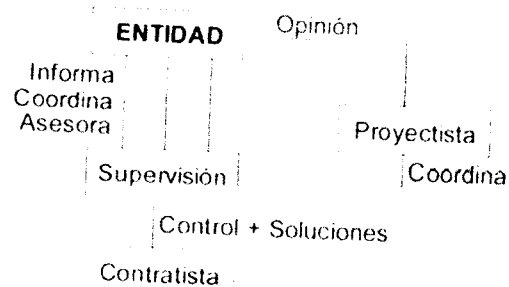 ENTIDAD
Opinión
Informa
Coordina
Asesora
Proyectista
Supervisión
Coordina
Control + Soluciones
Contratista